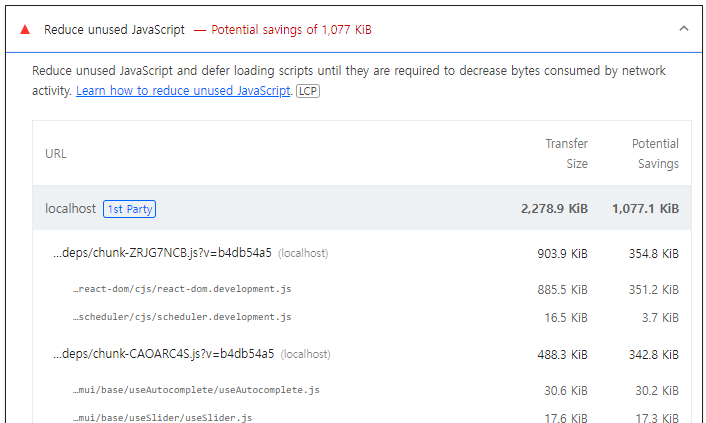 Reduce unused JavaScript — Potential savings of 1,077 KiB
Reduce unused JavaScript and defer loading scripts until they are required to decrease bytes consumed by network
activity. Learn how to reduce unused JavaScript. LCP
URL Transfer Size Potential Savings
localhost 1st Party 2,278.9 KiB 1,077.1 KiB
…deps/chunk-ZRJG7NCB.js?v=b4db54a5 (localhost) 903.9 KiB 354.8 KiB
…react-dom/cjs/react-dom.development.js 885.5 KiB 351.2 KiB
…scheduler/cjs/scheduler.development.js 16.5 KiB 3.7 KiB
…deps/chunk-CAOARC4S.js?v=b4db54a5 (localhost) 488.3 KiB 342.8 KiB
…mui/base/useAutocomplete/useAutocomplete.js 30.6 KiB 30.2 KiB
…mui/base/useSlider/useSlider.js 17.6 KiB 17.3 KiB